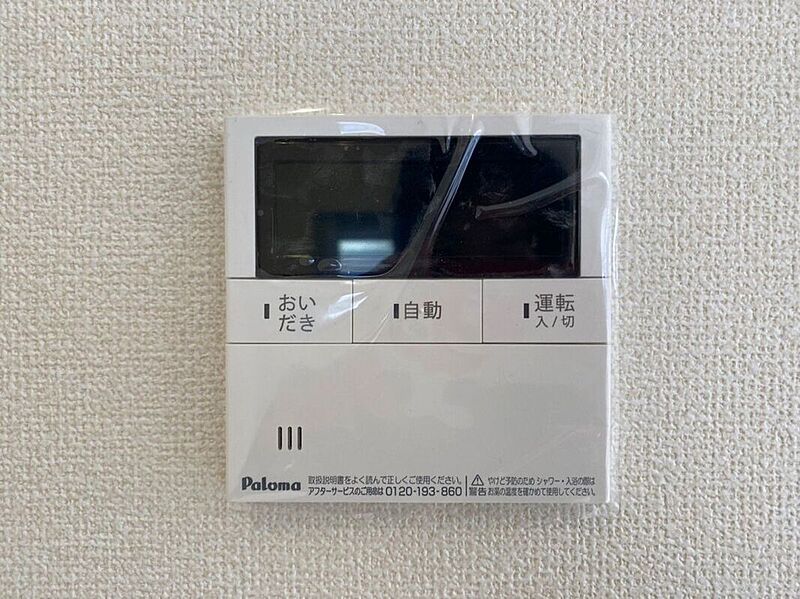 おい
だき
自動
運転
入/切
Paloma
取扱説明書をよく読んで正しくご使用ください。
アフターサービスのご用命は 0120-193-860
警告
やけど予防のため シャワー・入浴の際は
お湯の温度を確かめて使用してください。